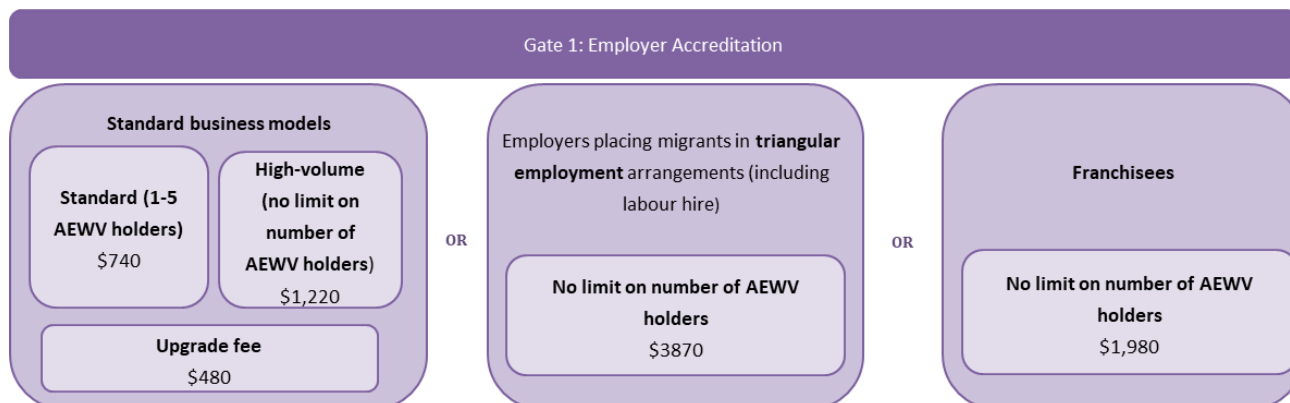 Gate 1: Employer Accreditation
Standard business models
Standard (1-5
AEWV holders)
$740
High-volume
(no limit on
number of
AEWV holders)
$1,220
Upgrade fee
$480
OR
Employers placing migrants in triangular
employment arrangements (including
labour hire)
No limit on number of AEWV
holders
$3870
OR
Franchisees
No limit on number of AEWV
holders
$1,980